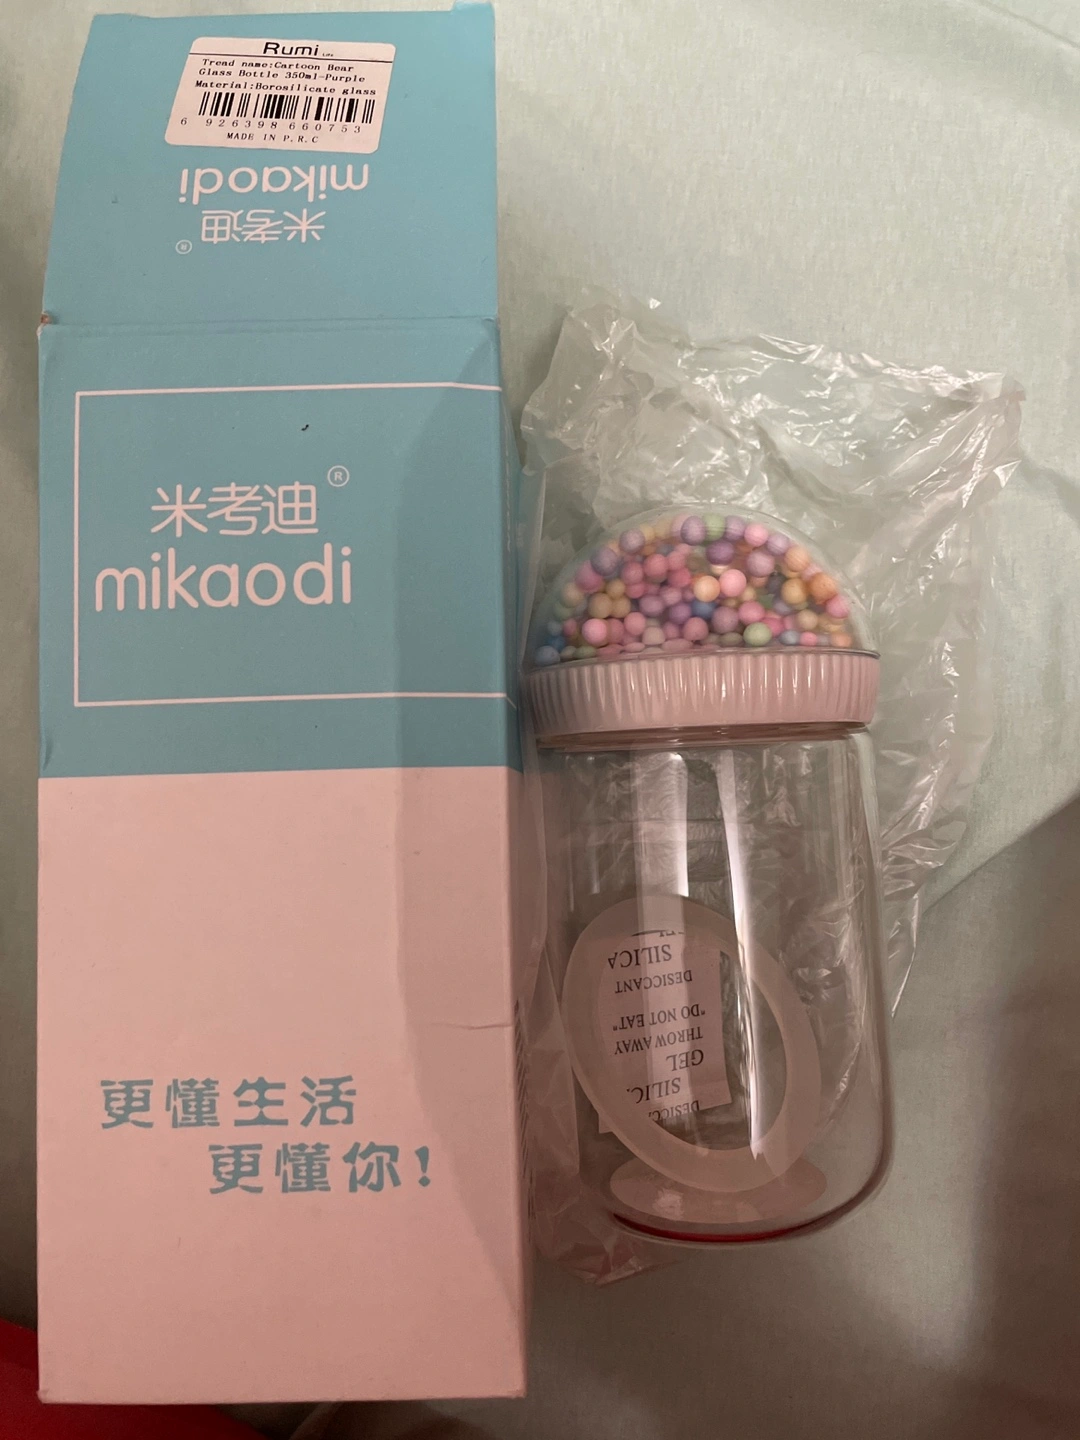 Rumi
Tread name:Cartoon Bear
Glass Bottle 350ml-Purple
Material:Borosilicate glass
6 926398 660753
MADE IN P.R.C
mikaodi
米考迪®
米考迪®
mikaodi
更懂生活
更懂你!
DESICC
SILIC
GEL
THROW AWAY
"DO NOT EAT"
DESICCANT
SILICA